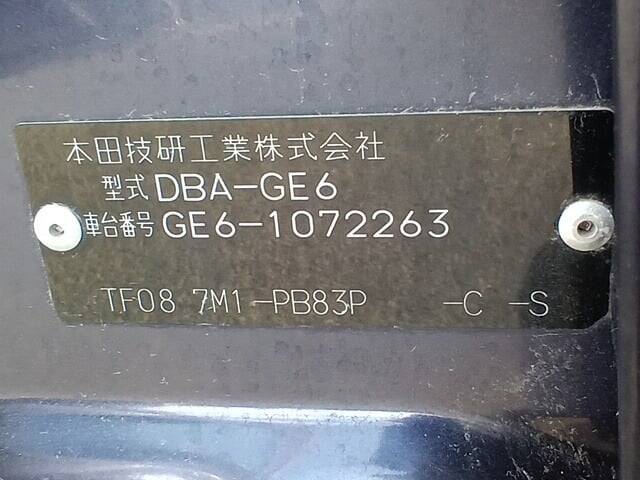 本田技研工業株式会社
型式 DBA-GE6
車台番号 GE6-1072263
TF08 7M1-PB83P -C -S